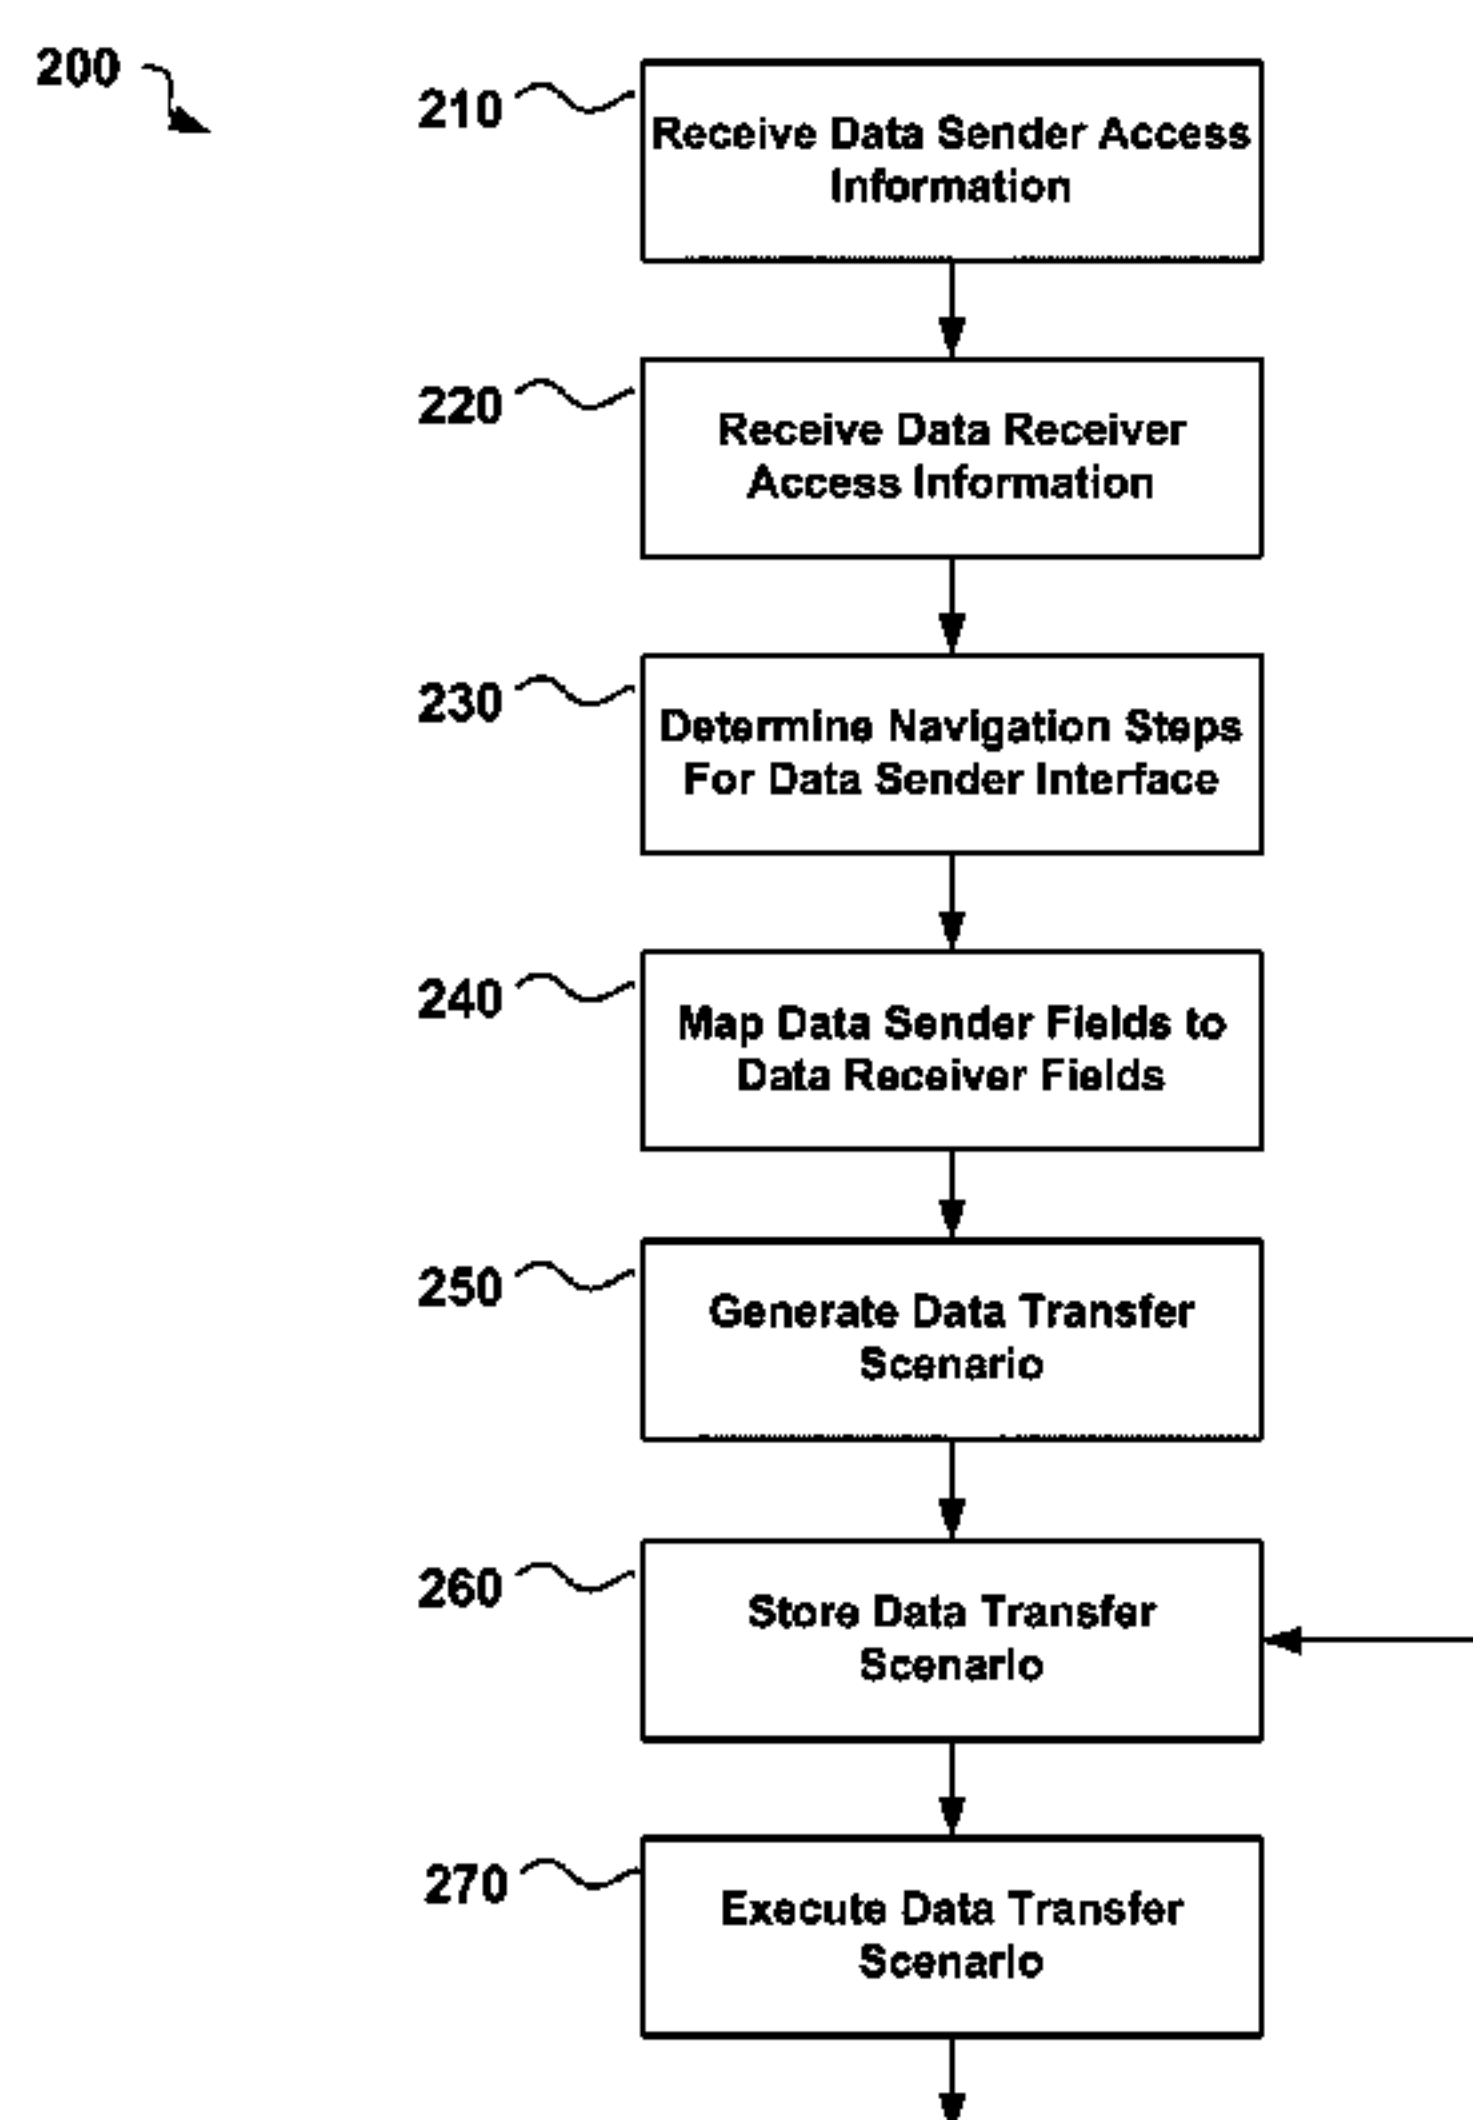 200
210
Receive Data Sender Access
Information
220
Receive Data Receiver
Access Information
230
Determine Navigation Steps
For Data Sender Interface
240
Map Data Sender Fields to
Data Receiver Fields
250
Generate Data Transfer
Scenario
260
Store Data Transfer
Scenario
270
Execute Data Transfer
Scenario